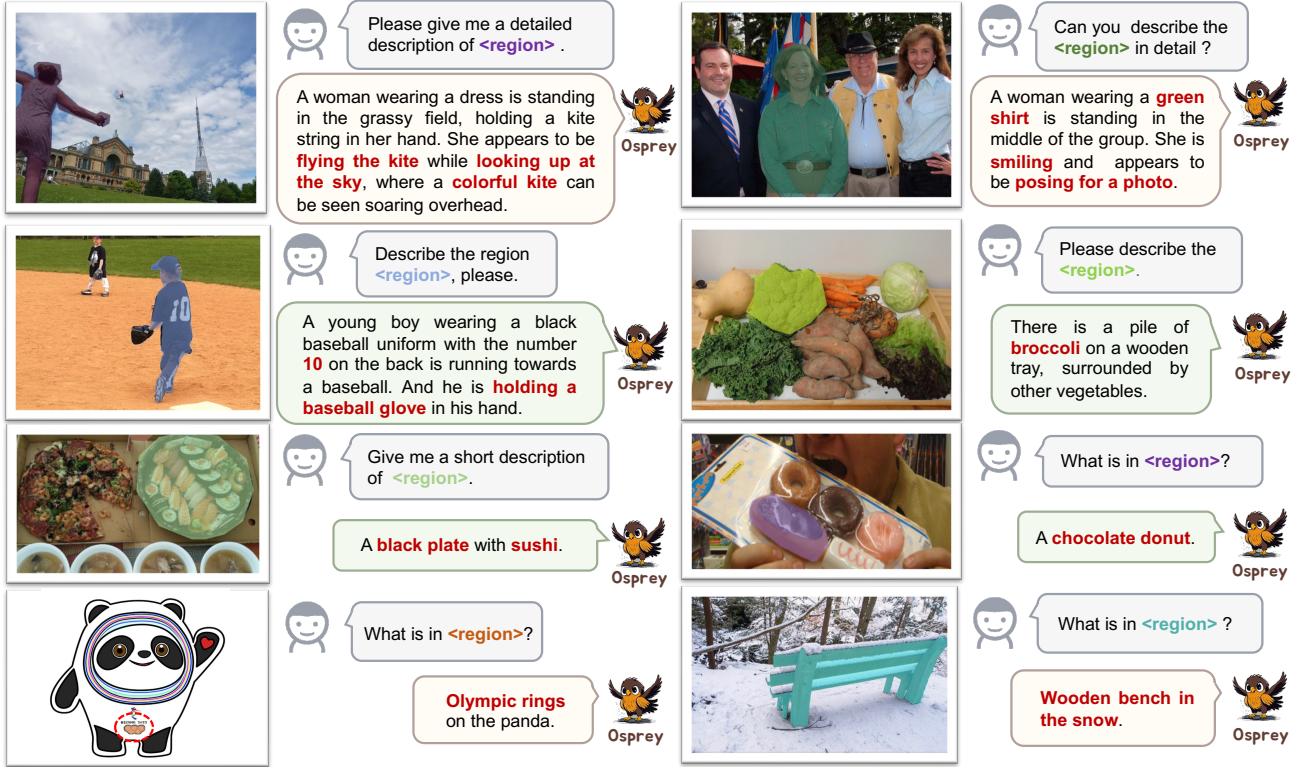 Please give me a detailed
description of <region> .
A woman wearing a dress is standing
in the grassy field, holding a kite
string in her hand. She appears to be
flying the kite while looking up at
the sky, where a colorful kite can
be seen soaring overhead.
Osprey
Can you describe the
<region> in detail ?
A woman wearing a green
shirt is standing in the
middle of the group. She is
smiling and appears to
be posing for a photo.
Osprey
10
Describe the region
<region>, please.
A young boy wearing a black
baseball uniform with the number
10 on the back is running towards
a baseball. And he is holding a
baseball glove in his hand.
Osprey
Please describe the
<region>.
There is a pile of
broccoli on a wooden
tray, surrounded by
other vegetables.
Osprey
Give me a short description
of <region>.
A black plate with sushi.
Osprey
What is in <region>?
A chocolate donut.
Osprey
What is in <region>?
Olympic rings
on the panda.
Osprey
What is in <region> ?
Wooden bench in
the snow.
Osprey